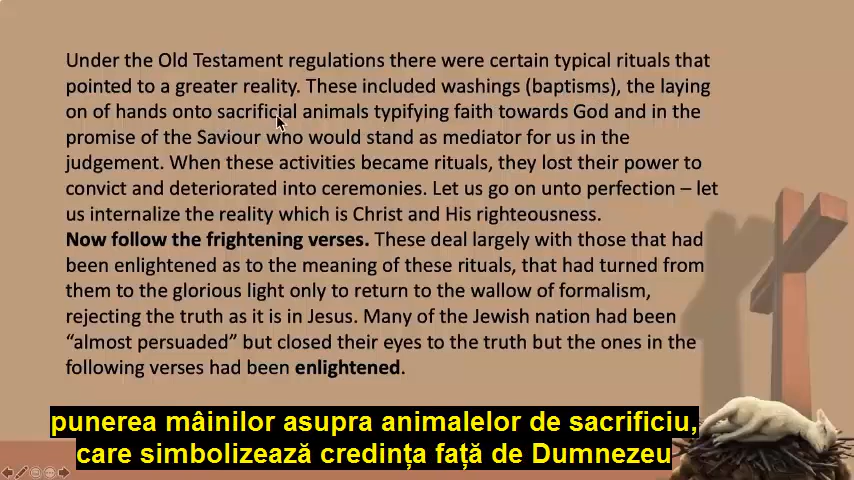 Under the Old Testament regulations there were certain typical rituals that
pointed to a greater reality. These included washings (baptisms), the laying
on of hands onto sacrificial animals typifying faith towards God and in the
promise of the Saviour who would stand as mediator for us in the
judgement. When these activities became rituals, they lost their power to
convict and deteriorated into ceremonies. Let us go on unto perfection – let
us internalize the reality which is Christ and His righteousness.
Now follow the frightening verses. These deal largely with those that had
been enlightened as to the meaning of these rituals, that had turned from
them to the glorious light only to return to the wallow of formalism,
rejecting the truth as it is in Jesus. Many of the Jewish nation had been
“almost persuaded” but closed their eyes to the truth but the ones in the
following verses had been enlightened.
punerea mâinilor asupra animalelor de sacrificiu,
care simbolizează credința față de Dumnezeu